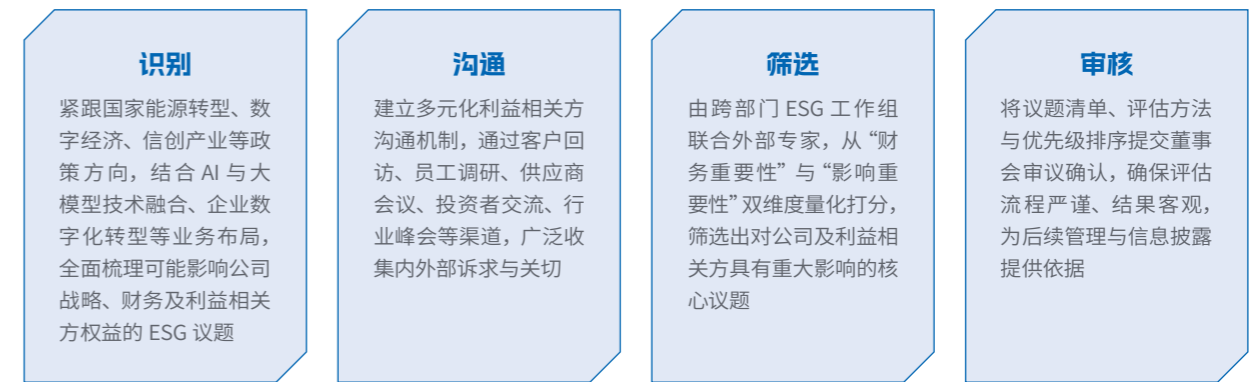 识别
紧跟国家能源转型、数
字经济、信创产业等政
策方向，结合 AI 与大
模型技术融合、企业数
字化转型等业务布局，
全面梳理可能影响公司
战略、财务及利益相关
方权益的 ESG 议题
沟通
建立多元化利益相关方
沟通机制，通过客户回
访、员工调研、供应商
会议、投资者交流、行
业峰会等渠道，广泛收
集内外部诉求与关切
筛选
由跨部门 ESG 工作组
联合外部专家，从“财
务重要性”与“影响重
要性”双维度量化打分，
筛选出对公司及利益相
关方具有重大影响的核
心议题
审核
将议题清单、评估方法
与优先级排序提交董事
会审议确认，确保评估
流程严谨、结果客观，
为后续管理与信息披露
提供依据